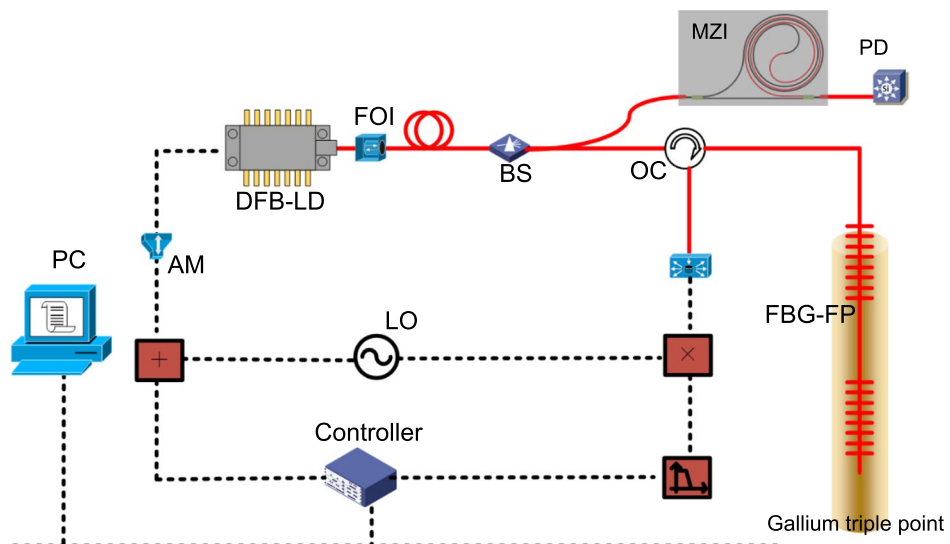 MZI
PD
FOI
BS
OC
DFB-LD
PC
AM
FBG-FP
LO
+
×
Controller
Gallium triple point